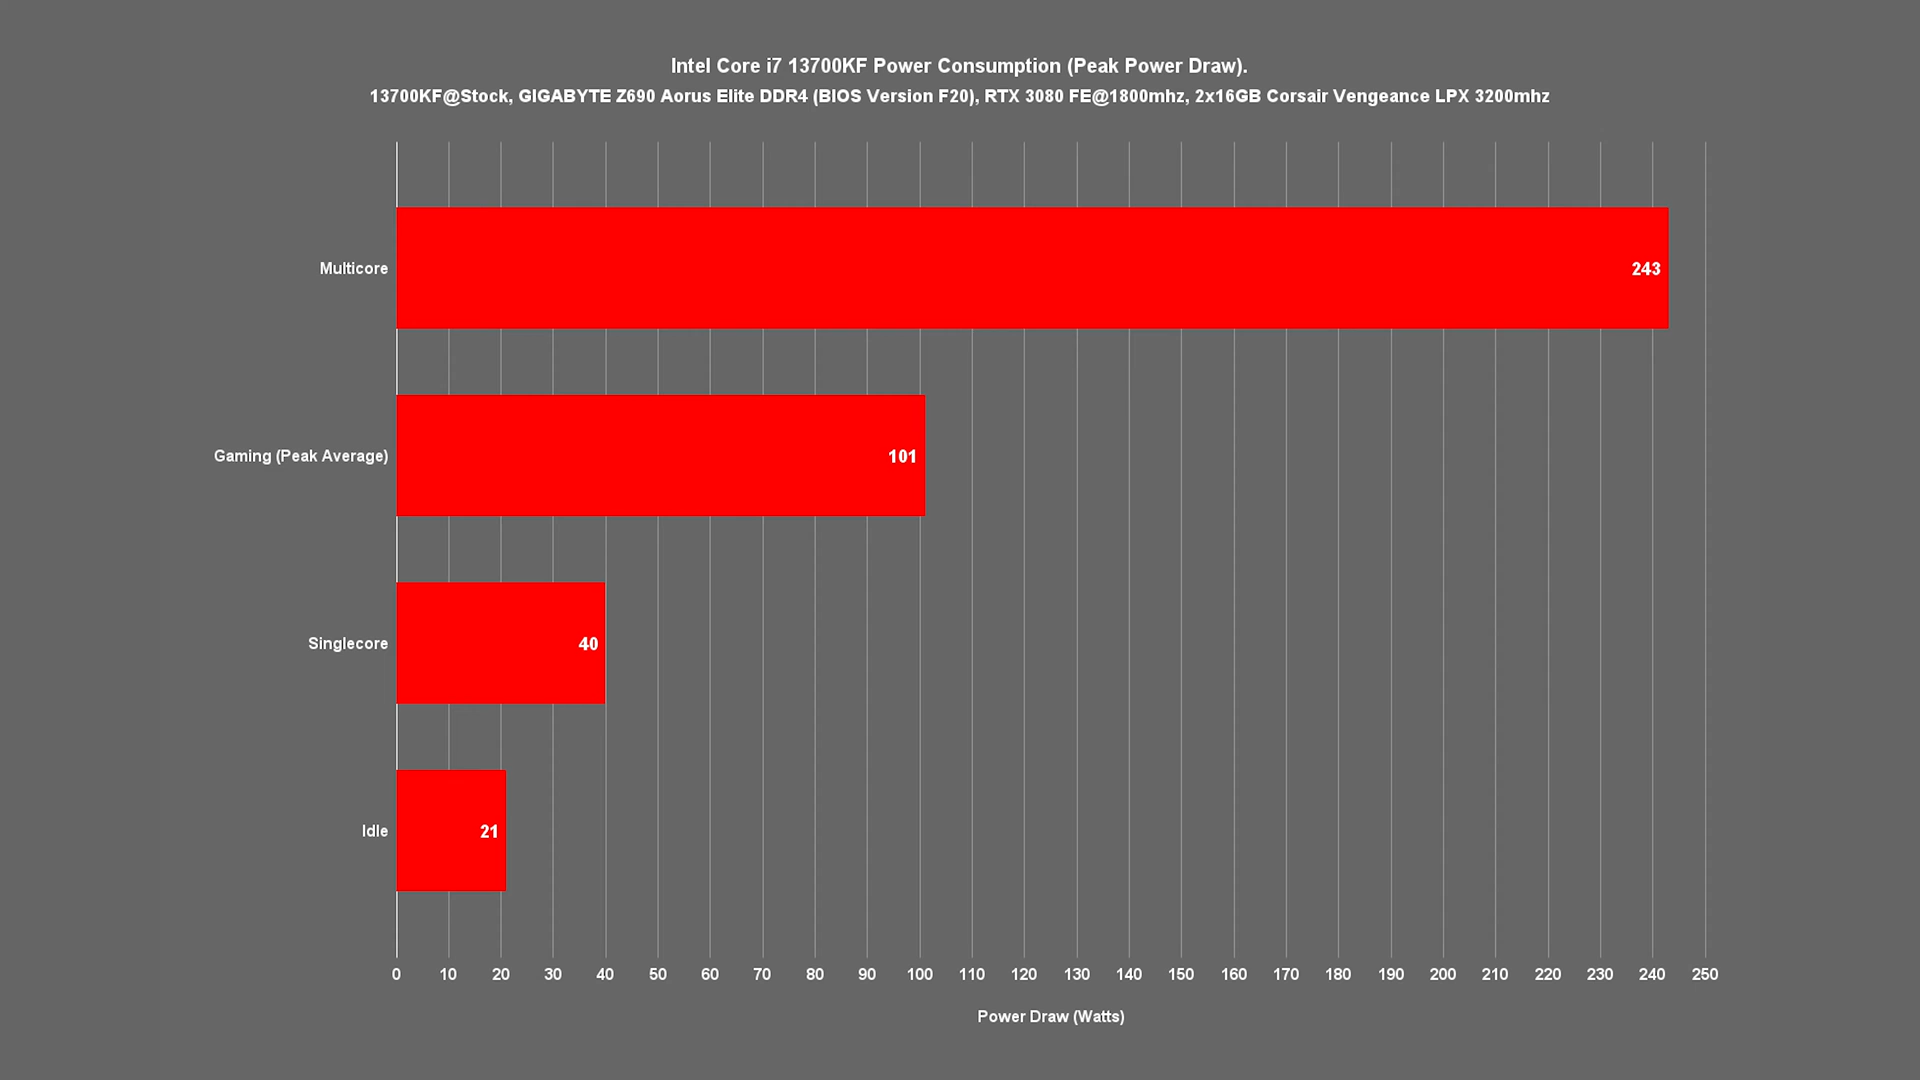 Intel Core i7 13700KF Power Consumption (Peak Power Draw).
13700KF@Stock, GIGABYTE Z690 Aorus Elite DDR4 (BIOS Version F20), RTX 3080 FE@1800mhz, 2x16GB Corsair Vengeance LPX 3200mhz
Multicore 243
Gaming (Peak Average) 101
Singlecore 40
Idle 21
0 10 20 30 40 50 60 70 80 90 100 110 120 130 140 150 160 170 180 190 200 210 220 230 240 250
Power Draw (Watts)